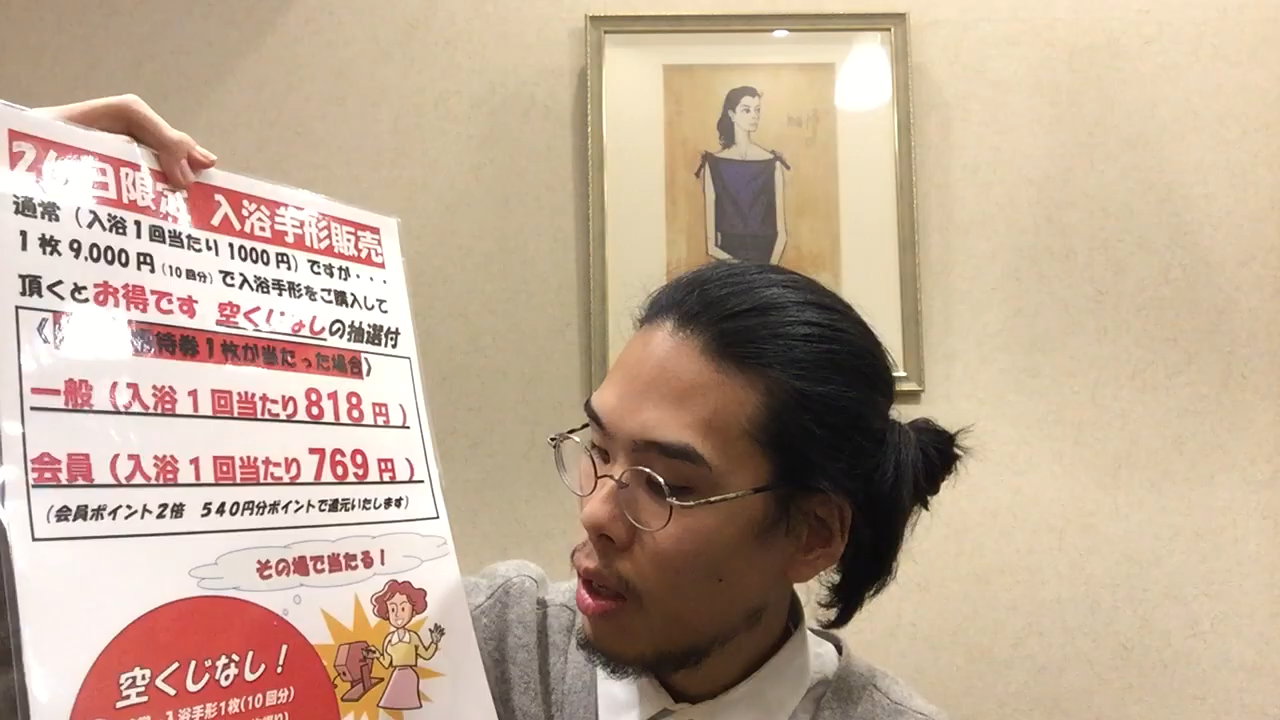 日限定 入浴手形販売
通常（入浴1回当たり1000円）ですが・・・
1枚9,000円（10回分）で入浴手形をご購入して
頂くとお得です 空くじなしの抽選付
待券1枚が当たった場合》
一般（入浴1回当たり818円）
会員（入浴1回当たり769円）
（会員ポイント2倍 540円分ポイントで還元いたします）
その場で当たる！
空くじなし！
入浴手形1枚(10回分)